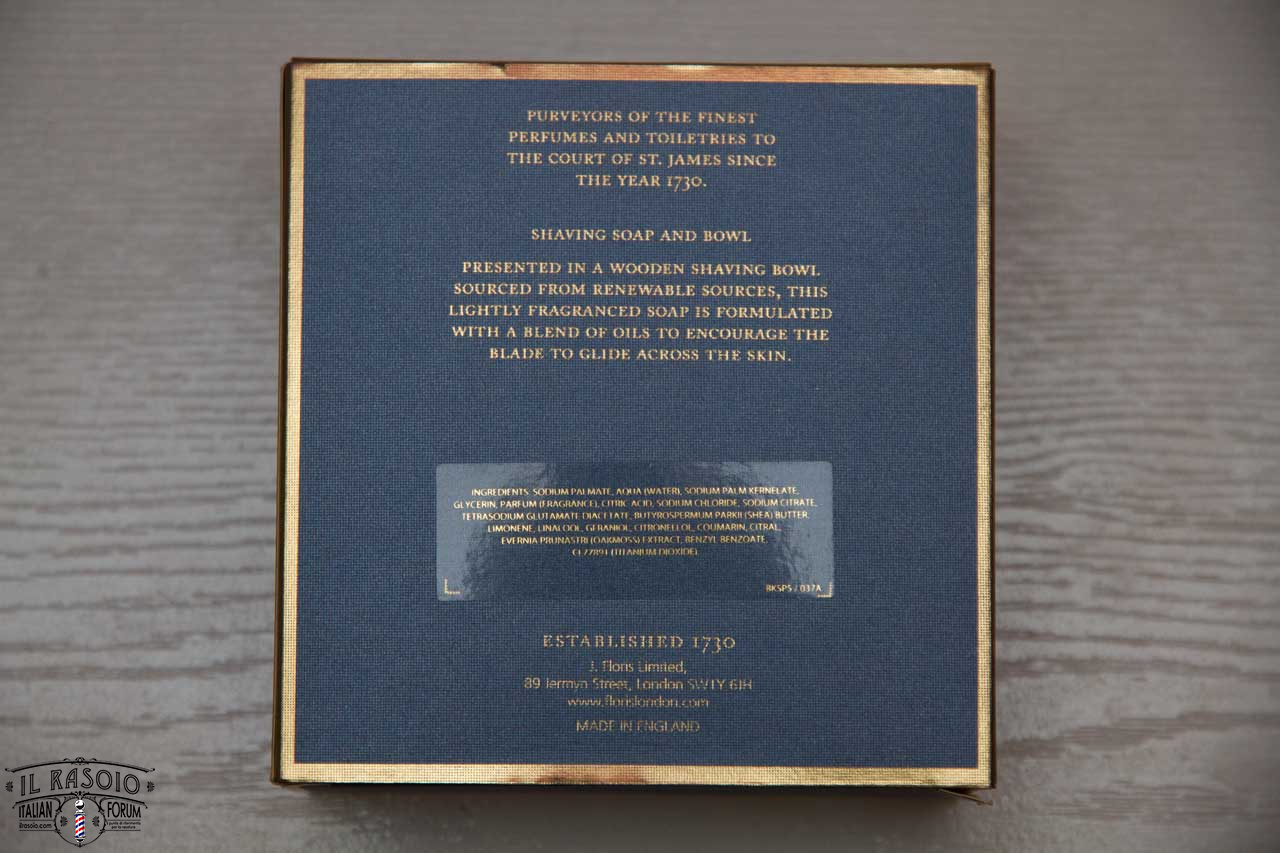 PURVEYORS OF THE FINEST
PERFUMES AND TOILETRIES TO
THE COURT OF ST. JAMES SINCE
THE YEAR 1730.
SHAVING SOAP AND BOWL
PRESENTED IN A WOODEN SHAVING BOWL
SOURCED FROM RENEWABLE SOURCES, THIS
LIGHTLY FRAGRANCED SOAP IS FORMULATED
WITH A BLEND OF OILS TO ENCOURAGE THE
BLADE TO GLIDE ACROSS THE SKIN.
INGREDIENTS: SODIUM PALMATE, AQUA (WATER), SODIUM PALM KERNELATE,
GLYCERIN, PARFUM (FRAGRANCE), CITRIC ACID, SODIUM CHLORIDE, SODIUM CITRATE,
TETRASODIUM GLUTAMATE DIACETATE, BUTYROSPERMUM PARKII (SHEA) BUTTER,
LIMONENE, LINALOOL, GERANIOL, CITRONELLOL, COUMARIN, CITRAL,
EVERNIA PRUNASTRI (OAKMOSS) EXTRACT, BENZYL BENZOATE,
CI 77891 (TITANIUM DIOXIDE).
BKSPS / 037A
ESTABLISHED 1730
J. Floris Limited,
89 Jermyn Street, London SW1Y 6JH
www.florislondon.com
MADE IN ENGLAND
IL RASOIO
ITALIAN FORUM
ilrasoio.com